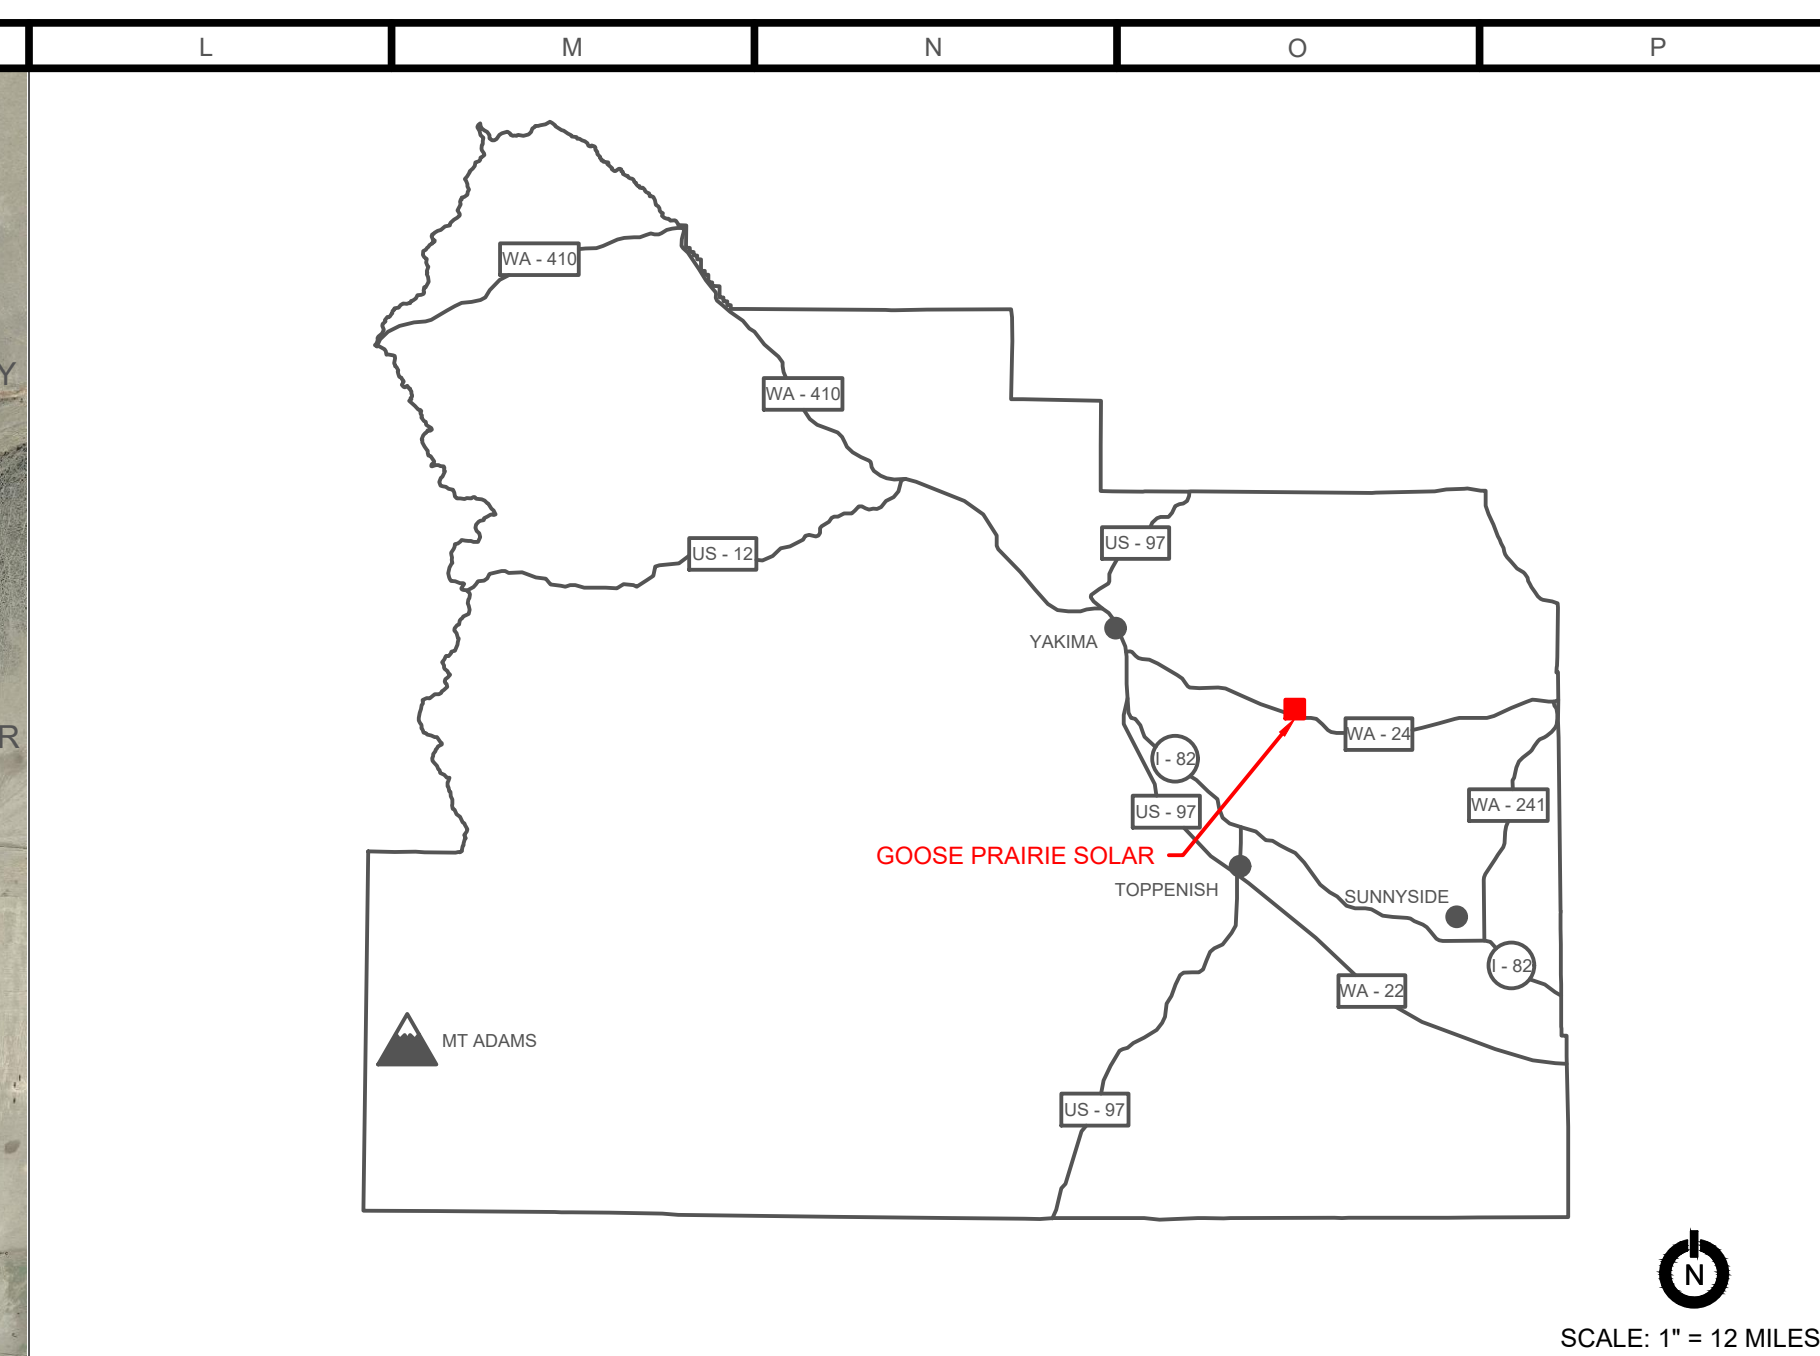 L M N O P
WA - 410
Y
WA - 410
US - 97
US - 12
YAKIMA
R
WA - 24
I - 82
WA - 241
US - 97
GOOSE PRAIRIE SOLAR
TOPPENISH
SUNNYSIDE
I - 82
WA - 22
MT ADAMS
US - 97
N
SCALE: 1" = 12 MILES